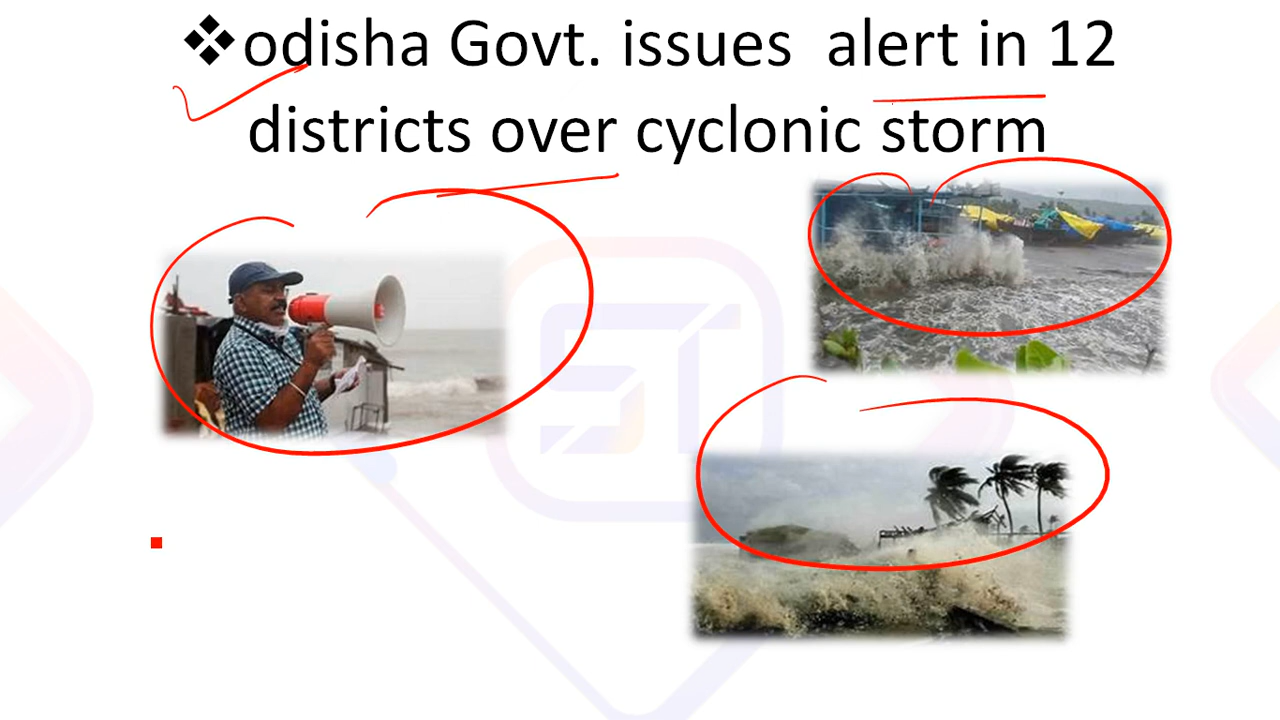 ❖odisha Govt. issues  alert in 12
districts over cyclonic storm